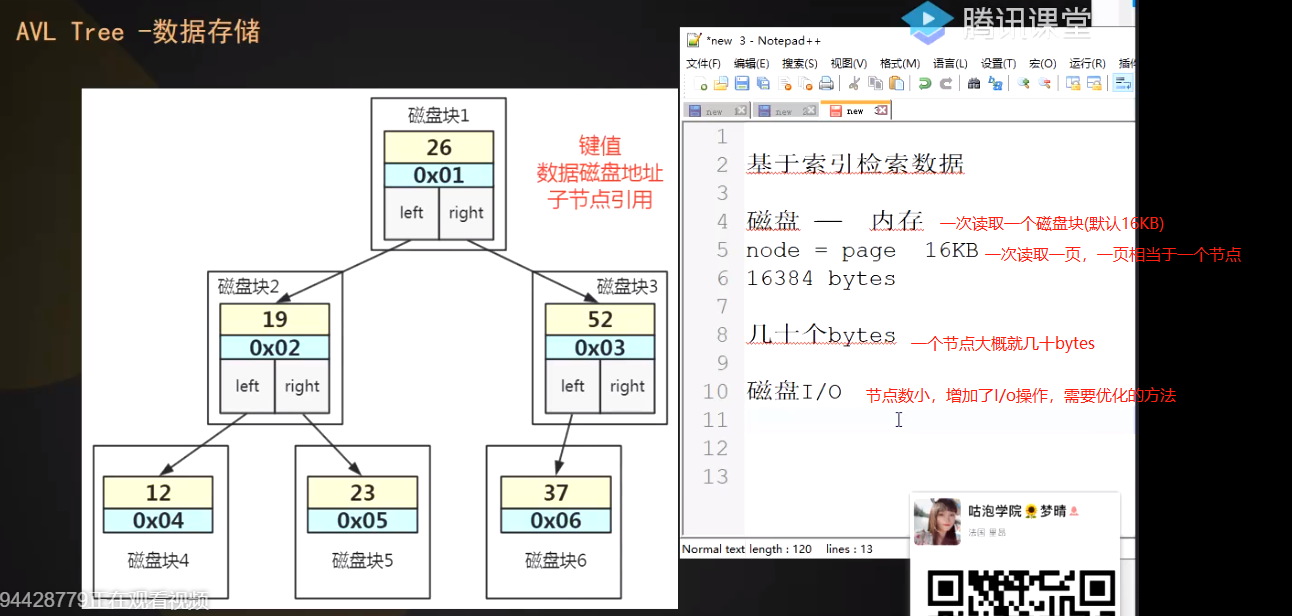 AVL Tree -数据存储
磁盘块1
26
0x01
left right
键值
数据磁盘地址
子节点引用
磁盘块2
19
0x02
left right
磁盘块3
52
0x03
left right
12
0x04
磁盘块4
23
0x05
磁盘块5
37
0x06
磁盘块6
94428779正在观看视频
腾讯课堂
*new 3 - Notepad++
文件(F) 编辑(E) 搜索(S) 视图(V) 格式(M) 语言(L) 设置(T) 宏(O) 运行(R) 插件
new new new
1
2 基于索引检索数据
3
4 磁盘 — 内存 一次读取一个磁盘块(默认16KB)
5 node = page 16KB 一次读取一页，一页相当于一个节点
6 16384 bytes
7
8 几十个bytes 一个节点大概就几十bytes
9
10 磁盘I/O 节点数小，增加了I/o操作，需要优化的方法
11
12
13
Normal text length : 120 lines : 13
咕泡学院 梦晴
法国 里昂